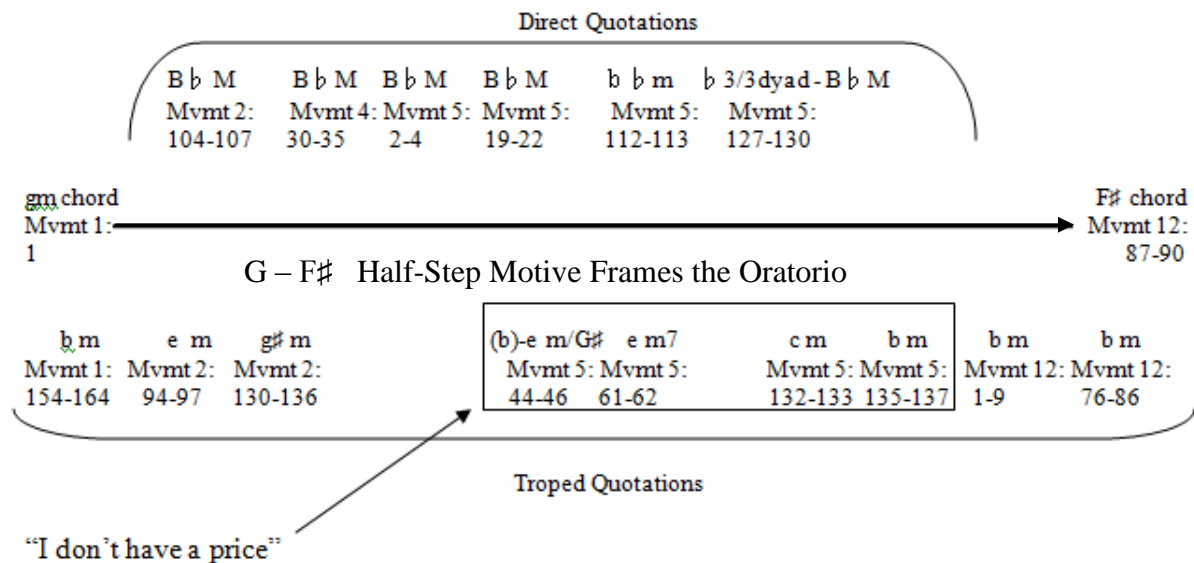 Direct Quotations
B♭ M B♭ M B♭ M B♭ M b♭ m ♭3/3dyad-B♭ M
Mvmt 2: Mvmt 4: Mvmt 5: Mvmt 5: Mvmt 5: Mvmt 5:
104-107 30-35 2-4 19-22 112-113 127-130
gm chord F♯ chord
Mvmt 1: Mvmt 12:
1 87-90
G – F♯ Half-Step Motive Frames the Oratorio
b m e m g♯ m (b)-e m/G♯ e m7 c m b m b m b m
Mvmt 1: Mvmt 2: Mvmt 2: Mvmt 5: Mvmt 5: Mvmt 5: Mvmt 5: Mvmt 12: Mvmt 12:
154-164 94-97 130-136 44-46 61-62 132-133 135-137 1-9 76-86
Troped Quotations
“I don’t have a price”